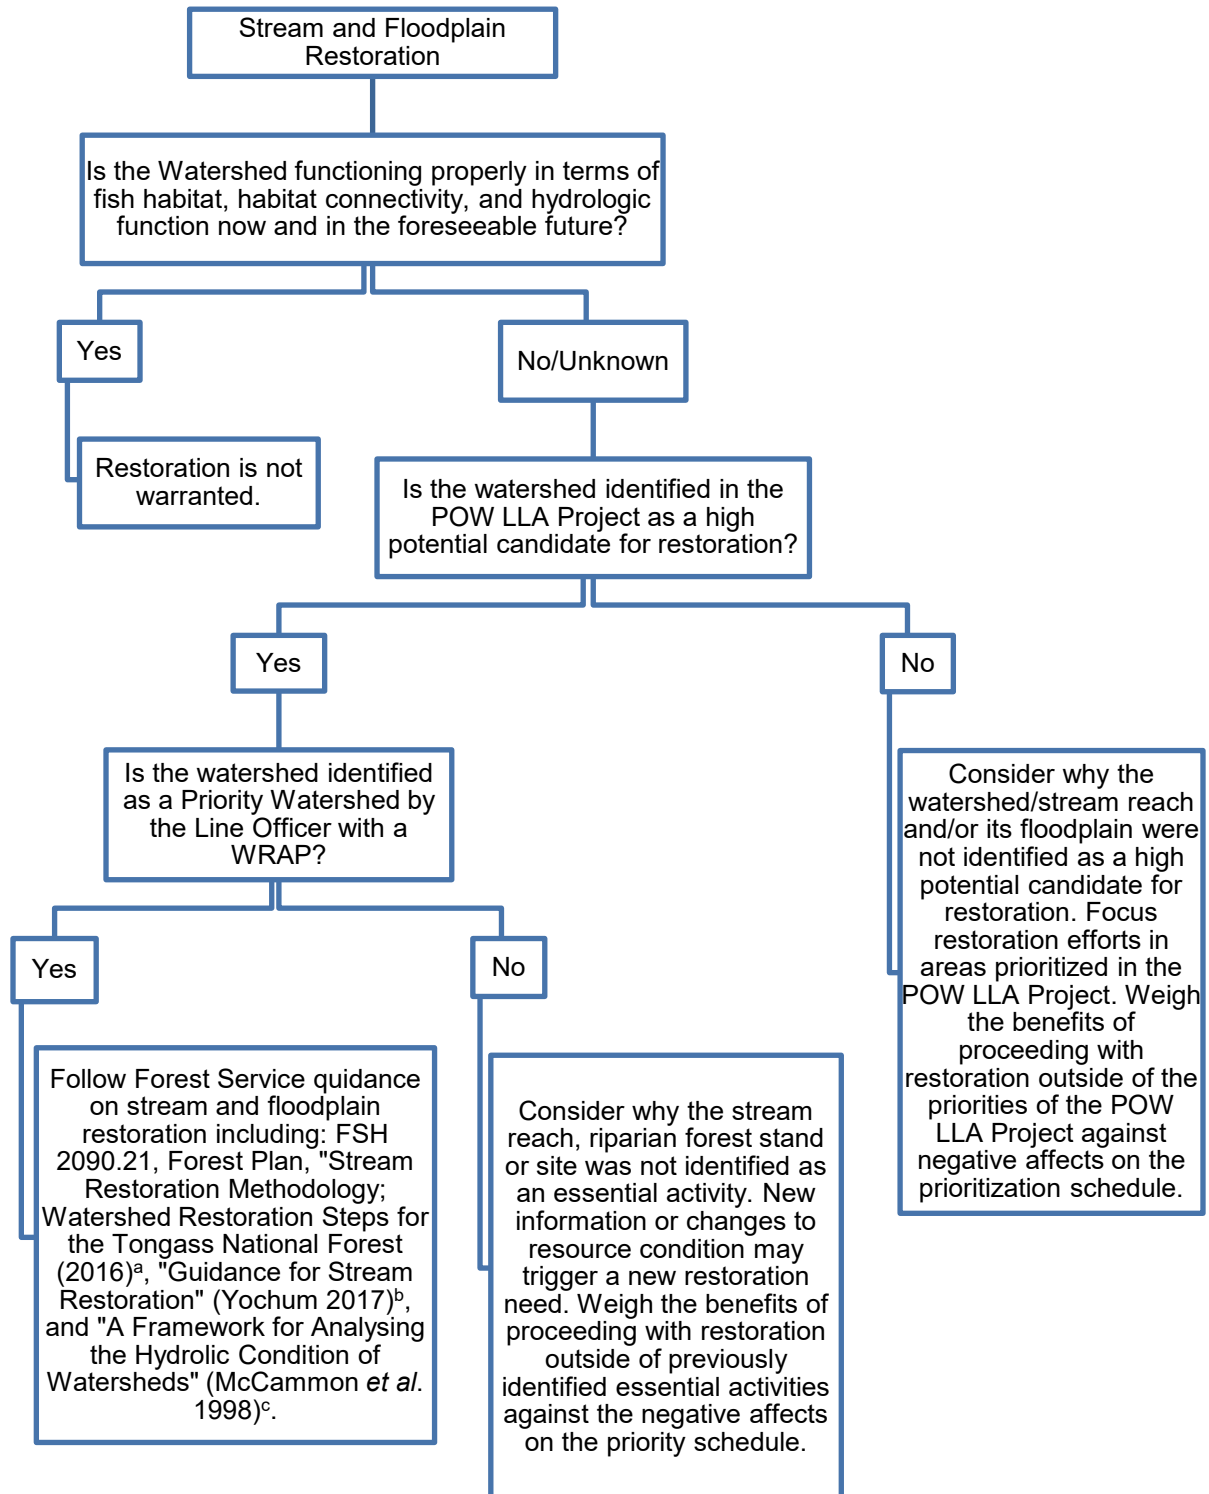 Stream and Floodplain
Restoration
Is the Watershed functioning properly in terms of
fish habitat, habitat connectivity, and hydrologic
function now and in the foreseeable future?
Yes
No/Unknown
Restoration is not
warranted.
Is the watershed identified in the
POW LLA Project as a high
potential candidate for restoration?
Yes
No
Is the watershed identified
as a Priority Watershed by
the Line Officer with a
WRAP?
Consider why the
watershed/stream reach
and/or its floodplain were
not identified as a high
potential candidate for
restoration. Focus
restoration efforts in
areas prioritized in the
POW LLA Project. Weigh
the benefits of
proceeding with
restoration outside of the
priorities of the POW
LLA Project against
negative affects on the
prioritization schedule.
Yes
No
Follow Forest Service quidance
on stream and floodplain
restoration including: FSH
2090.21, Forest Plan, "Stream
Restoration Methodology;
Watershed Restoration Steps for
the Tongass National Forest
(2016)ᵃ, "Guidance for Stream
Restoration" (Yochum 2017)ᵇ,
and "A Framework for Analysing
the Hydrolic Condition of
Watersheds" (McCammon et al.
1998)ᶜ.
Consider why the stream
reach, riparian forest stand
or site was not identified as
an essential activity. New
information or changes to
resource condition may
trigger a new restoration
need. Weigh the benefits of
proceeding with restoration
outside of previously
identified essential activities
against the negative affects
on the priority schedule.